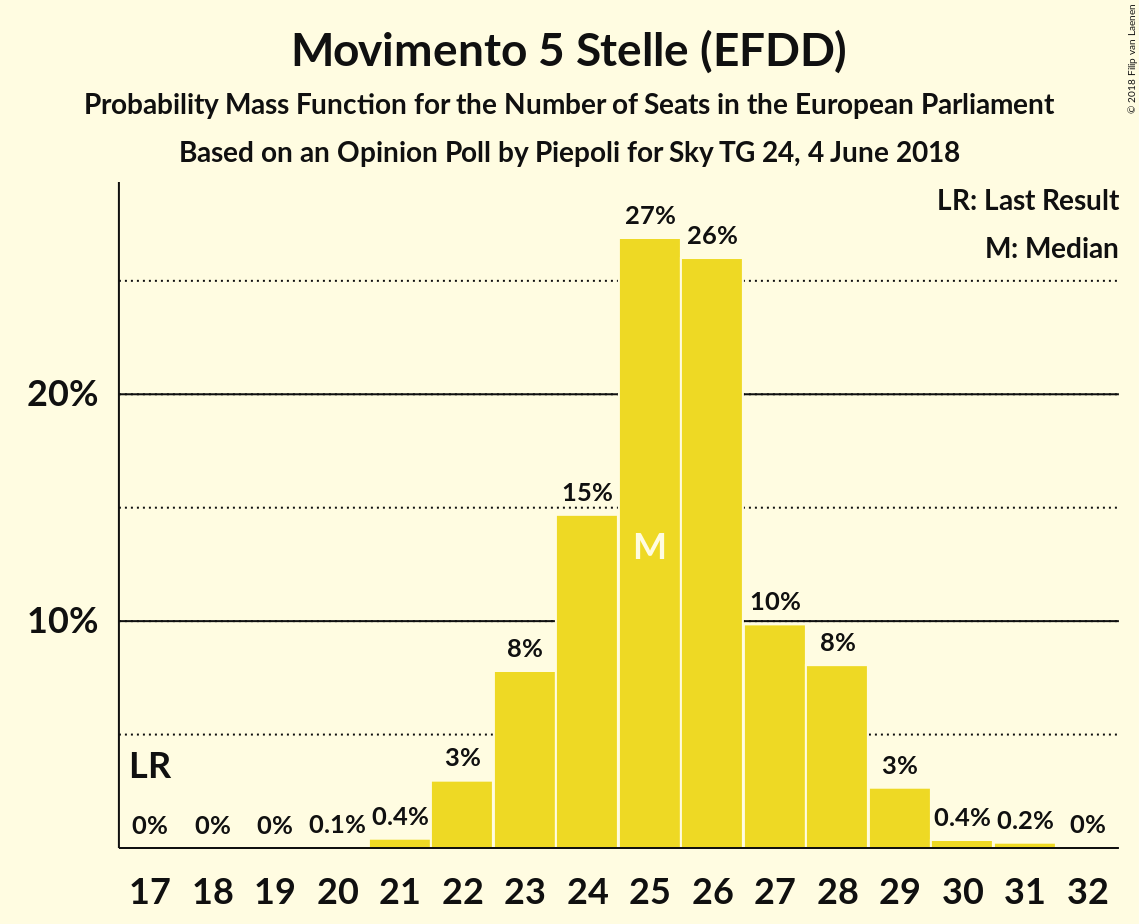 Movimento 5 Stelle (EFDD)
Probability Mass Function for the Number of Seats in the European Parliament
Based on an Opinion Poll by Piepoli for Sky TG 24, 4 June 2018
© 2018 Filip van Laenen
LR: Last Result
M: Median
27%
26%
20%
15%
M
10%
10%
8%
8%
LR
3%
3%
0% 0% 0% 0.1% 0.4% 0.4% 0.2% 0%
17 18 19 20 21 22 23 24 25 26 27 28 29 30 31 32